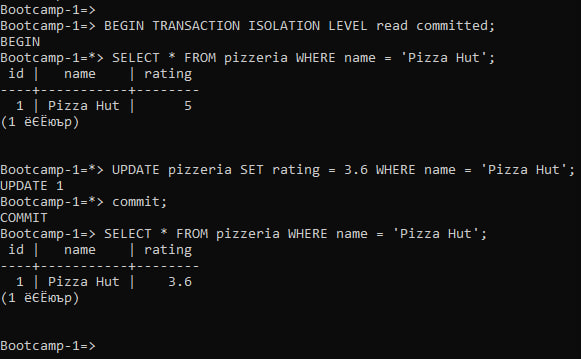 Bootcamp-1=>
Bootcamp-1=> BEGIN TRANSACTION ISOLATION LEVEL read committed;
BEGIN
Bootcamp-1=*> SELECT * FROM pizzeria WHERE name = 'Pizza Hut';
 id |   name    | rating
----+-----------+--------
  1 | Pizza Hut |      5
(1 ёЄЁюър)
Bootcamp-1=*> UPDATE pizzeria SET rating = 3.6 WHERE name = 'Pizza Hut';
UPDATE 1
Bootcamp-1=*> commit;
COMMIT
Bootcamp-1=> SELECT * FROM pizzeria WHERE name = 'Pizza Hut';
 id |   name    | rating
----+-----------+--------
  1 | Pizza Hut |    3.6
(1 ёЄЁюър)
Bootcamp-1=>